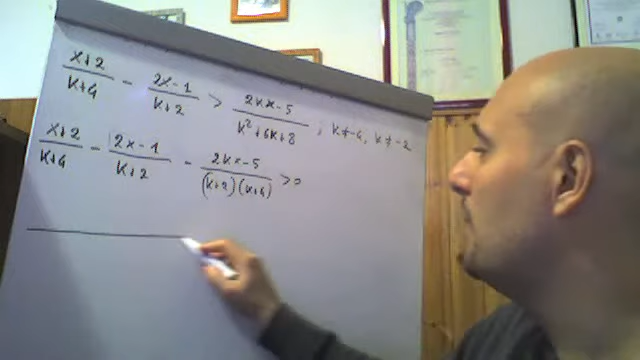 x+2/k+4 - 2x-1/k+2 > 2kx-5/k²+6k+8 ; k≠-4, k≠-2
x+2/k+4 - 2x-1/k+2 - 2kx-5/(k+2)(k+4) >0